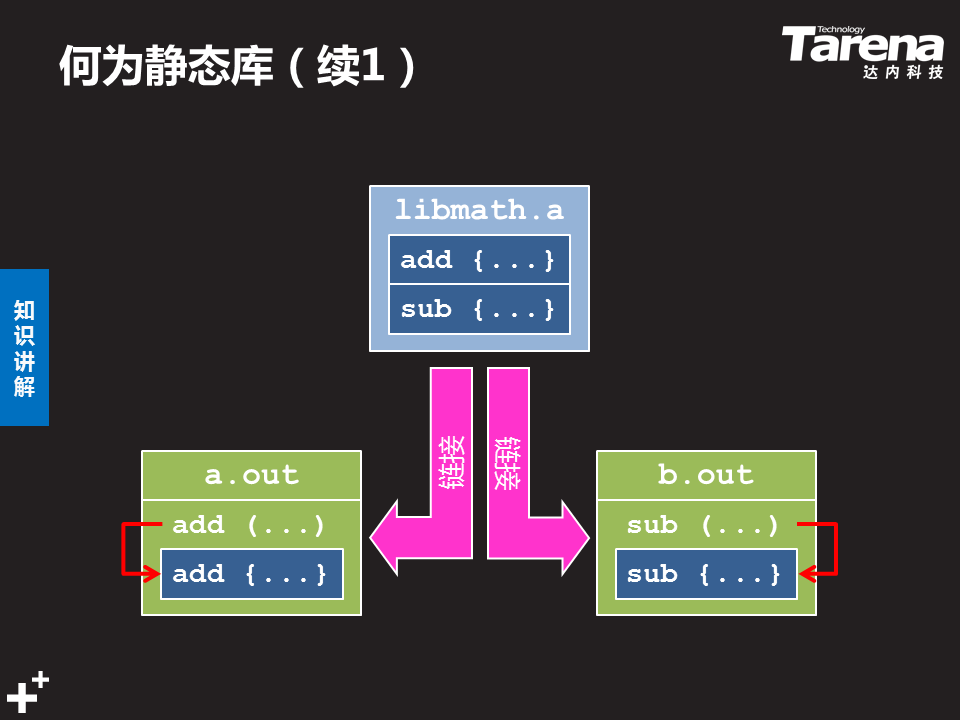 何为静态库（续1）
Technology
Tarena
达内科技
知识讲解
libmath.a
add {...}
sub {...}
链接
链接
a.out
add (...)
add {...}
b.out
sub (...)
sub {...}